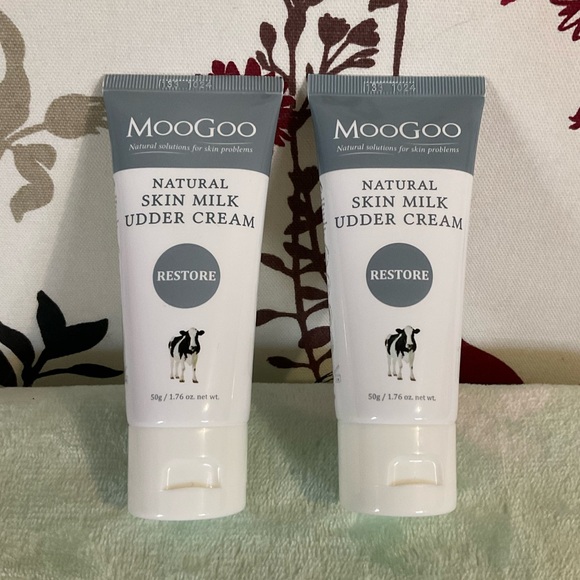 MOOGOO
Natural solutions for skin problems
NATURAL
SKIN MILK
UDDER CREAM
RESTORE
50g / 1.76 oz. net wt.
MOOGOO
Natural solutions for skin problems
NATURAL
SKIN MILK
UDDER CREAM
RESTORE
50g / 1.76 oz. net wt.